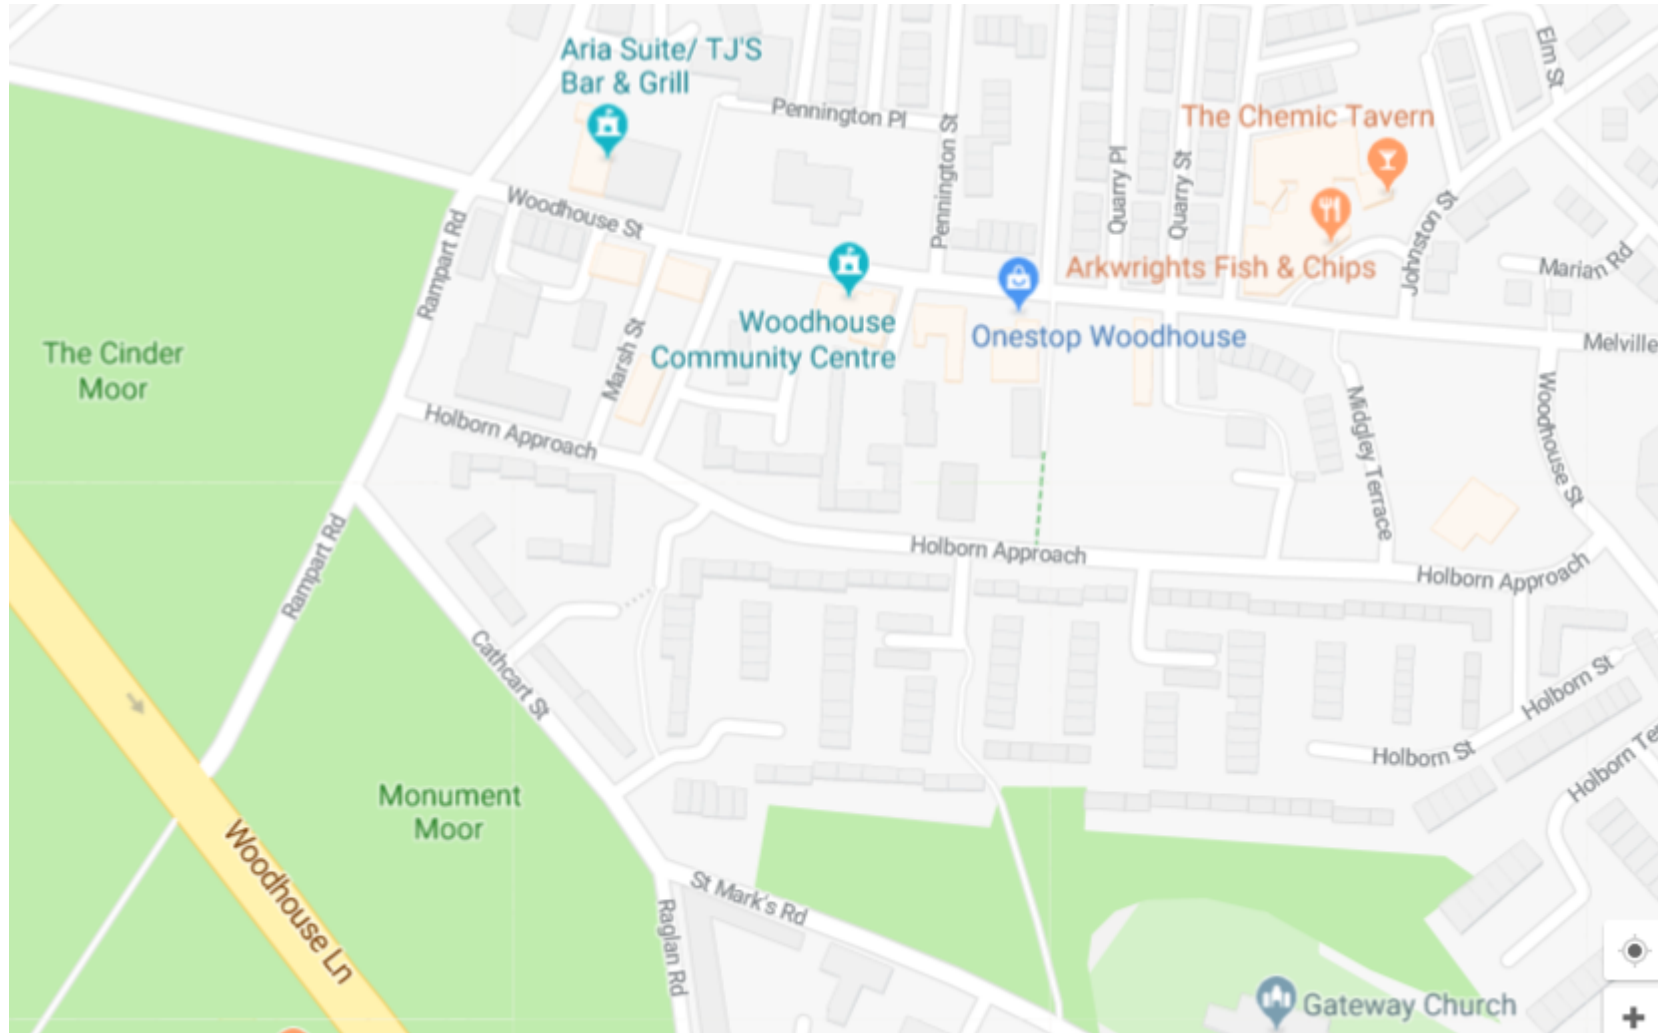 Aria Suite/ TJ'S
Bar & Grill
Elm St
Pennington Pl
The Chemic Tavern
Pennington St
Quarry Pl
Quarry St
Woodhouse St
Rampart Rd
Johnston St
Marian Rd
Arkwrights Fish & Chips
Woodhouse
Community Centre
Onestop Woodhouse
Melville
The Cinder
Moor
Marsh St
Holborn Approach
Midgley Terrace
Woodhouse St
Rampart Rd
Holborn Approach
Holborn Approach
Cathcart St
Holborn St
Holborn St
Holborn Te
Monument
Moor
Woodhouse Ln
St Mark's Rd
Raglan Rd
Gateway Church